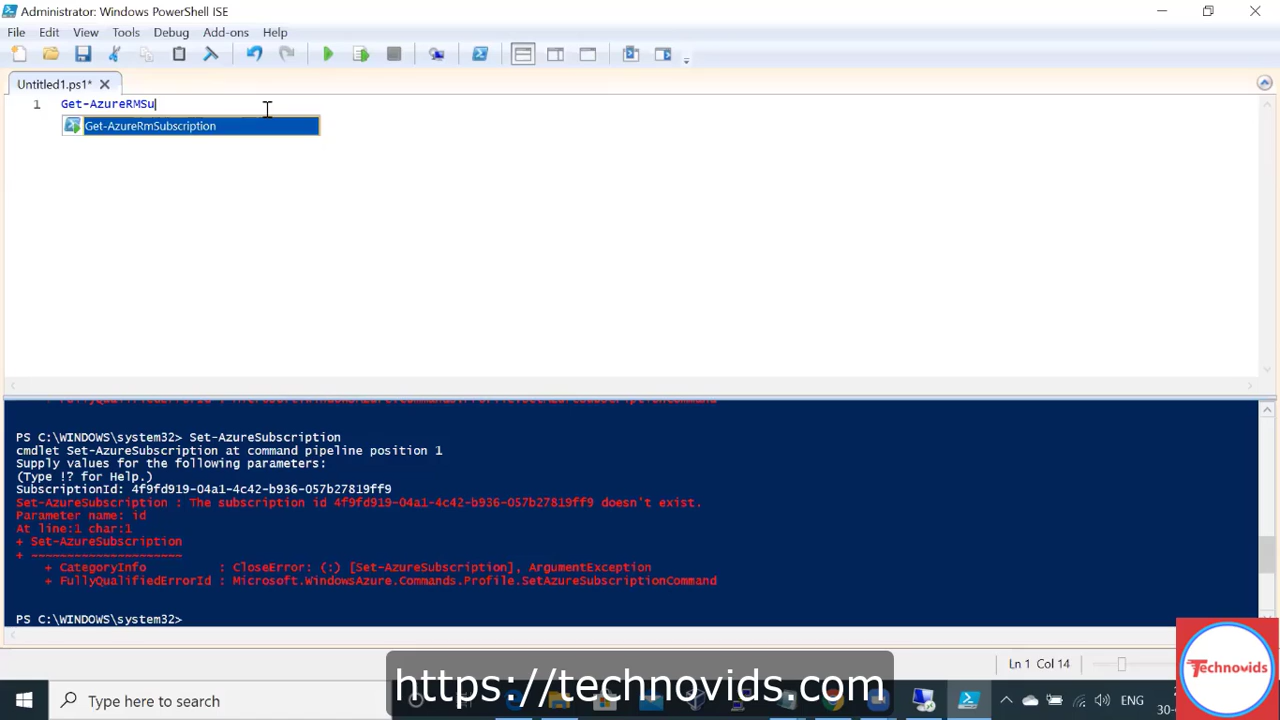 Administrator: Windows PowerShell ISE
File Edit View Tools Debug Add-ons Help
Untitled1.ps1*
1 Get-AzureRMSu
Get-AzureRmSubscription
PS C:\WINDOWS\system32> Set-AzureSubscription
cmdlet Set-AzureSubscription at command pipeline position 1
Supply values for the following parameters:
(Type !? for Help.)
SubscriptionId: 4f9fd919-04a1-4c42-b936-057b27819ff9
Set-AzureSubscription : The subscription id 4f9fd919-04a1-4c42-b936-057b27819ff9 doesn't exist.
Parameter name: id
At line:1 char:1
+ Set-AzureSubscription
+ ~~~~~~~~~~~~~~~~~~~~~
+ CategoryInfo : CloseError: (:) [Set-AzureSubscription], ArgumentException
+ FullyQualifiedErrorId : Microsoft.WindowsAzure.Commands.Profile.SetAzureSubscriptionCommand
PS C:\WINDOWS\system32>
Ln 1 Col 14
https://technovids.com
Technovids
Type here to search
ENG